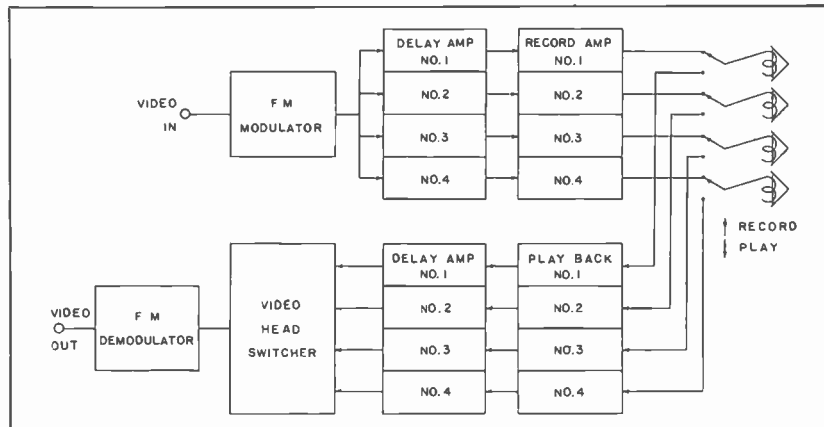 DELAY AMP
NO. 1
RECORD AMP
NO. 1
VIDEO
IN
F M
MODULATOR
NO. 2
NO. 2
NO. 3
NO. 3
NO. 4
NO. 4
RECORD
PLAY
VIDEO
OUT
F M
DEMODULATOR
VIDEO
HEAD
SWITCHER
DELAY AMP
NO. 1
PLAY BACK
NO. 1
NO. 2
NO. 2
NO. 3
NO. 3
NO. 4
NO. 4